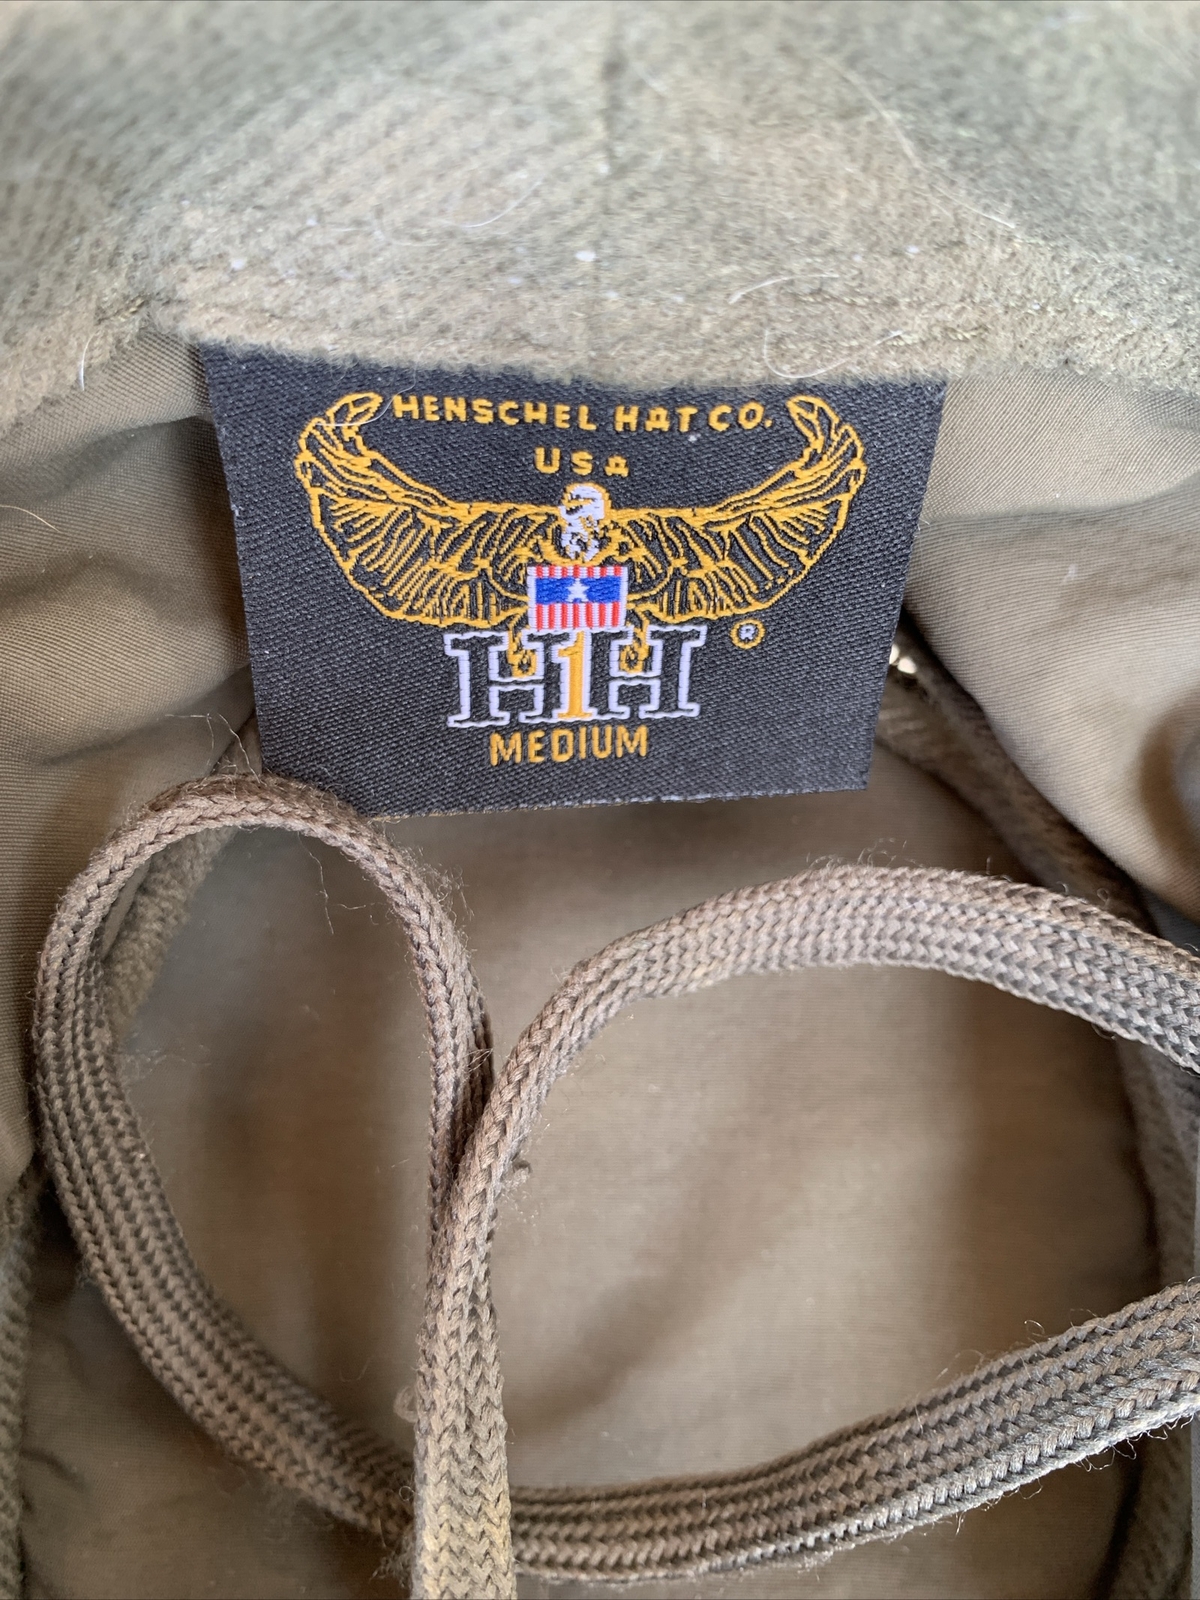 HENSCHEL HAT CO.
USA
H1H ®
MEDIUM